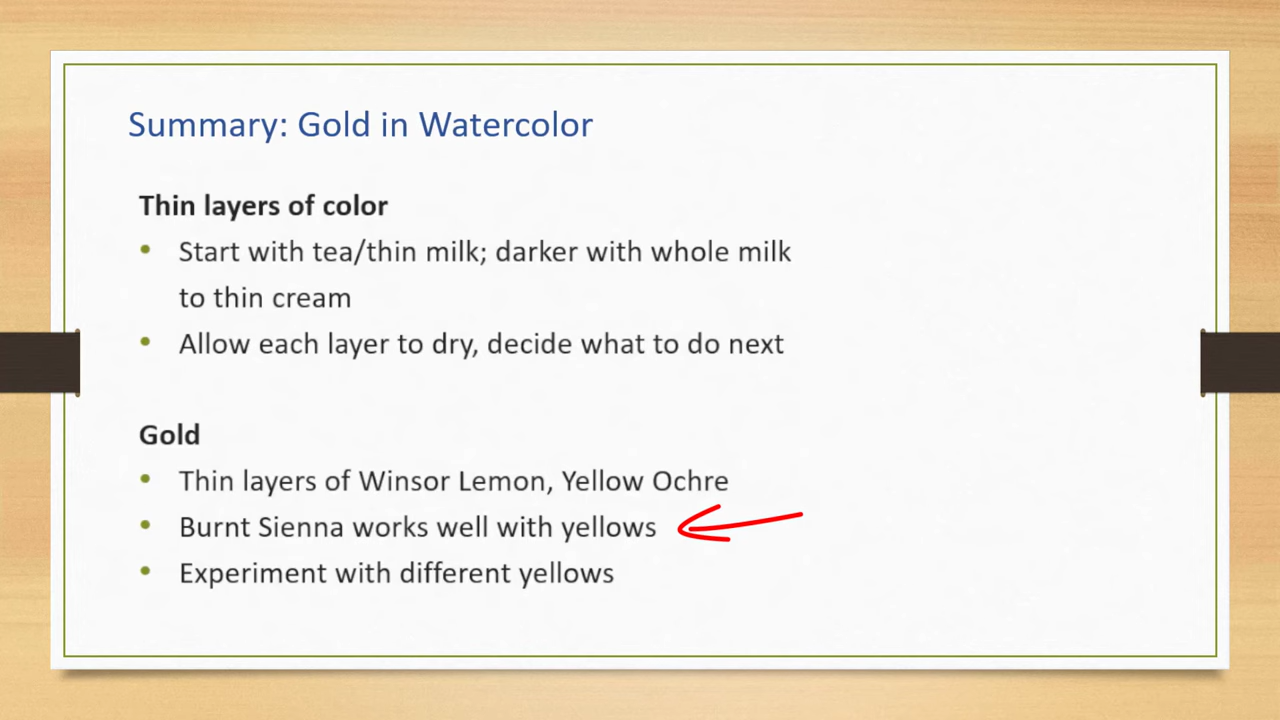 Summary: Gold in Watercolor
Thin layers of color
• Start with tea/thin milk; darker with whole milk
to thin cream
• Allow each layer to dry, decide what to do next
Gold
• Thin layers of Winsor Lemon, Yellow Ochre
• Burnt Sienna works well with yellows
• Experiment with different yellows